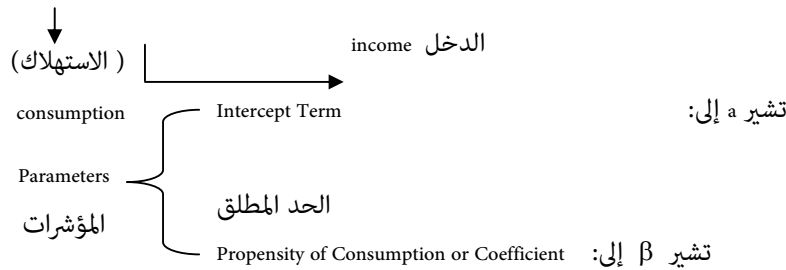 الدخل income
( الاستهلاك)
consumption
تشير a إلى: Intercept Term
Parameters
الحد المطلق
المؤشرات
تشير β إلى: Propensity of Consumption or Coefficient